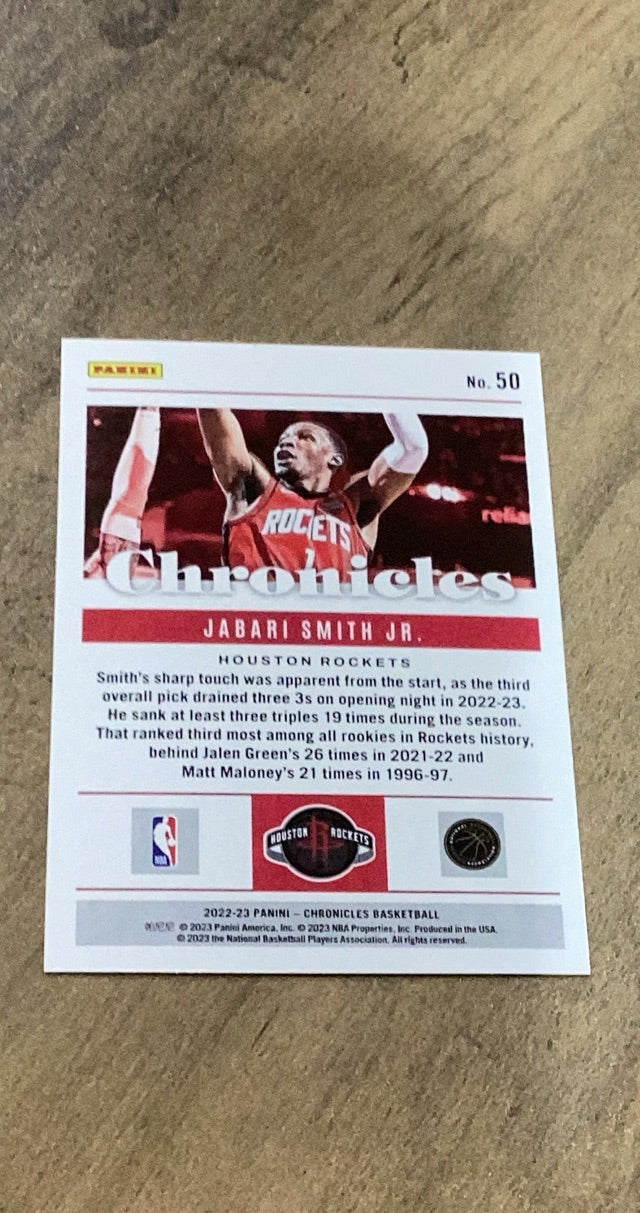 PANINI
No. 50
ROCKETS
1
Chronicles
JABARI SMITH JR.
HOUSTON ROCKETS
Smith's sharp touch was apparent from the start, as the third
overall pick drained three 3s on opening night in 2022-23.
He sank at least three triples 19 times during the season.
That ranked third most among all rookies in Rockets history,
behind Jalen Green's 26 times in 2021-22 and
Matt Maloney's 21 times in 1996-97.
NBA
HOUSTON ROCKETS
2022-23 PANINI – CHRONICLES BASKETBALL
© 2023 Panini America, Inc. © 2023 NBA Properties, Inc. Produced in the USA.
© 2023 the National Basketball Players Association. All rights reserved.